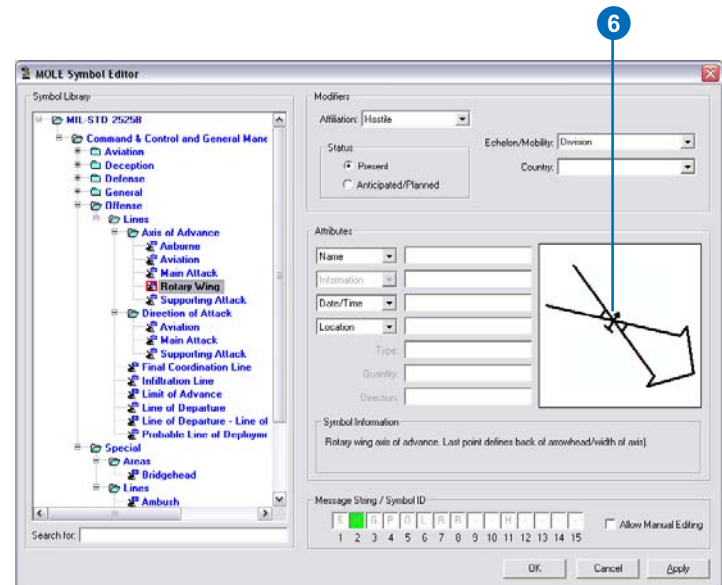 6
MOLE Symbol Editor
Symbol Library
MIL-STD 2525B
Command & Control and General Mane
Aviation
Deception
Defense
General
Offense
Lines
Axis of Advance
Airborne
Aviation
Main Attack
Rotary Wing
Supporting Attack
Direction of Attack
Aviation
Main Attack
Supporting Attack
Final Coordination Line
Infiltration Line
Limit of Advance
Line of Departure
Line of Departure - Line of
Probable Line of Deployme
Special
Areas
Bridgehead
Lines
Ambush
Search for:
Modifiers
Affiliation: Hostile
Status
Present
Anticipated/Planned
Echelon/Mobility: Division
Country:
Attributes
Name
Information
Date/Time
Location
Type:
Quantity:
Direction:
Symbol Information
Rotary wing axis of advance. Last point defines back of arrowhead/width of axis).
Message String / Symbol ID
S G P O L R - - H - - - -
1 2 3 4 5 6 7 8 9 10 11 12 13 14 15
Allow Manual Editing
OK Cancel Apply